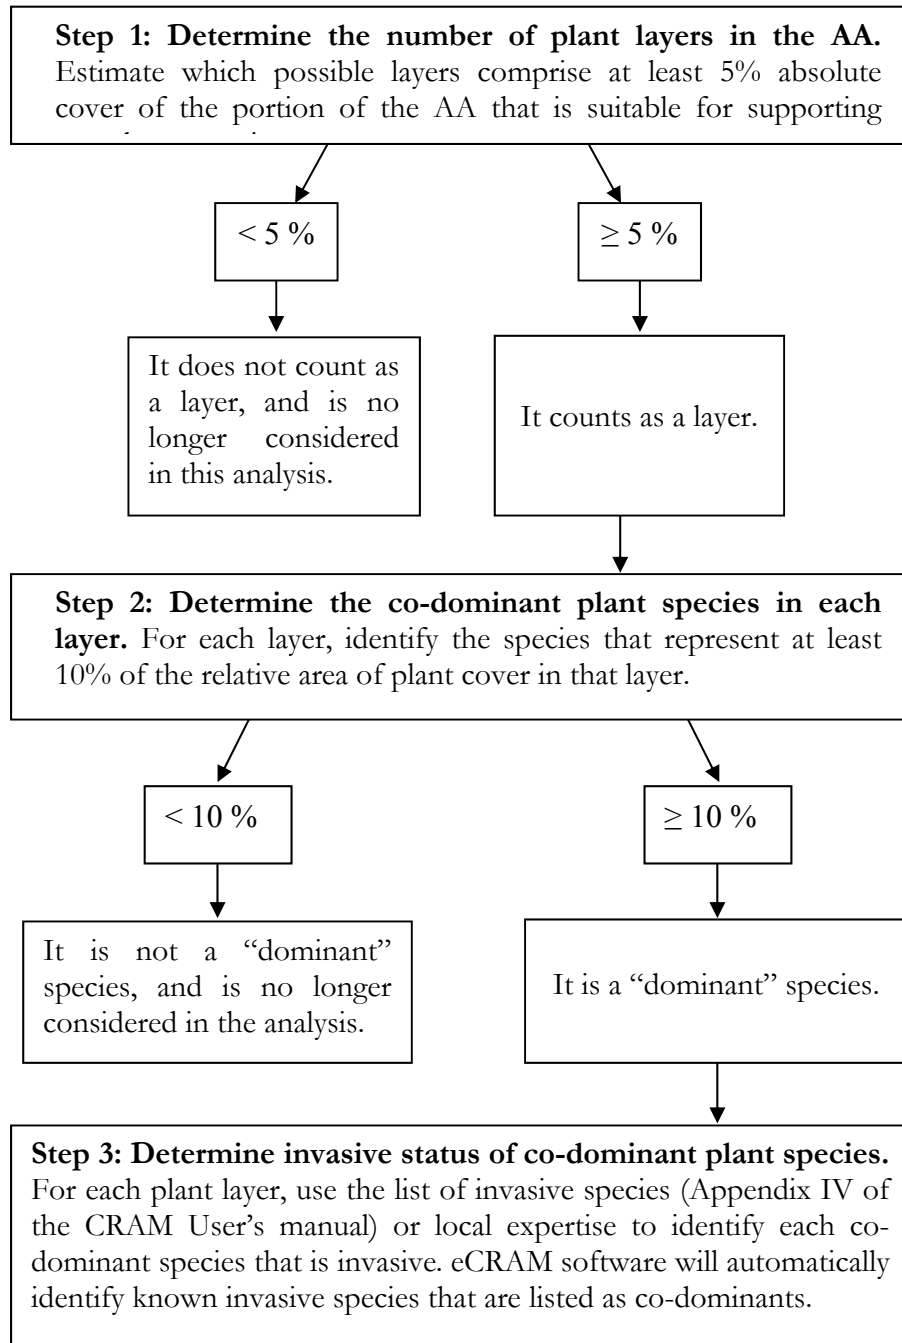 Step 1: Determine the number of plant layers in the AA.
Estimate which possible layers comprise at least 5% absolute
cover of the portion of the AA that is suitable for supporting
< 5 %
≥ 5 %
It does not count as
a layer, and is no
longer considered
in this analysis.
It counts as a layer.
Step 2: Determine the co-dominant plant species in each
layer. For each layer, identify the species that represent at least
10% of the relative area of plant cover in that layer.
< 10 %
≥ 10 %
It is not a “dominant”
species, and is no longer
considered in the analysis.
It is a “dominant” species.
Step 3: Determine invasive status of co-dominant plant species.
For each plant layer, use the list of invasive species (Appendix IV of
the CRAM User’s manual) or local expertise to identify each co-
dominant species that is invasive. eCRAM software will automatically
identify known invasive species that are listed as co-dominants.